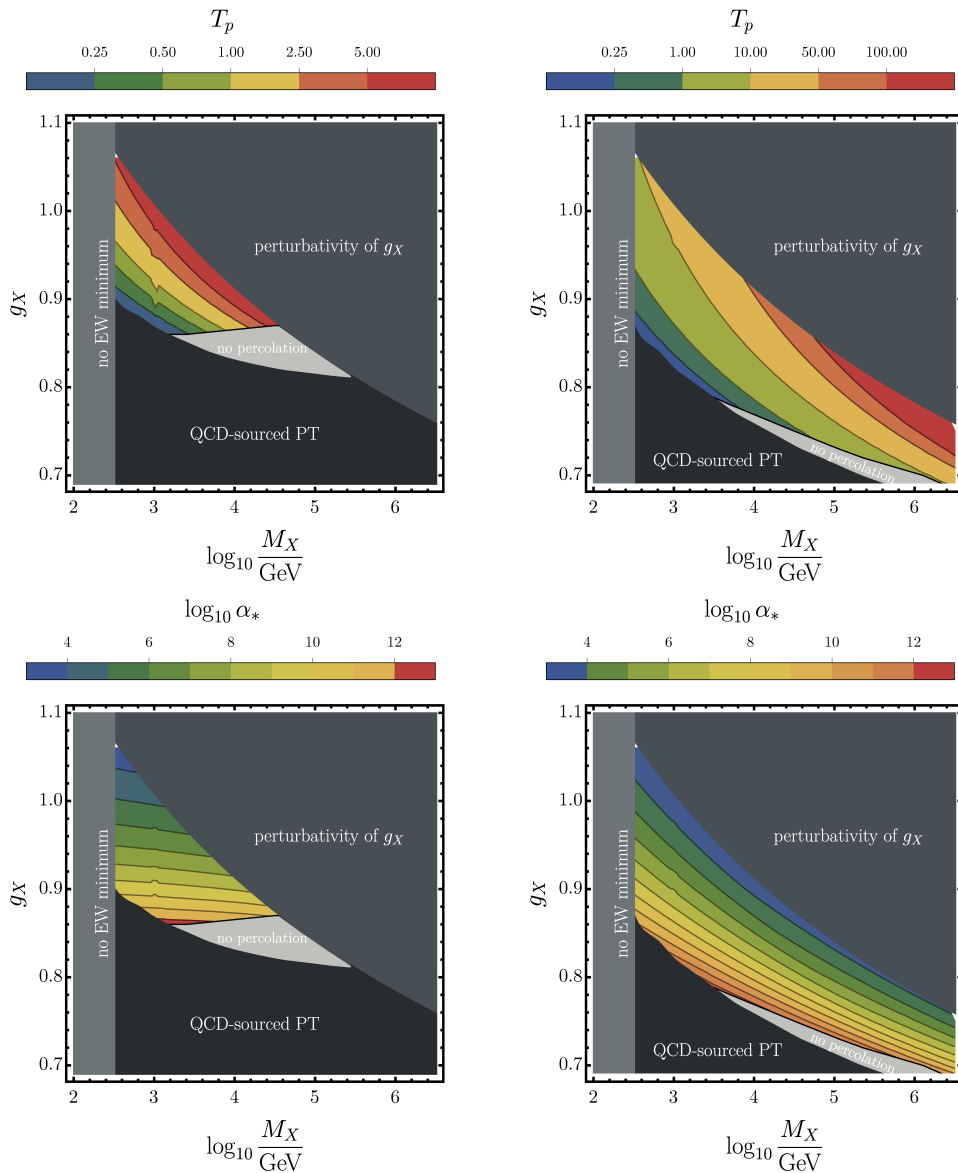 T_p
0.25 0.50 1.00 2.50 5.00
1.1
1.0
0.9
0.8
0.7
g_X
no EW minimum
perturbativity of g_X
no percolation
QCD-sourced PT
2 3 4 5 6
log₁₀ M_X/GeV
T_p
0.25 1.00 10.00 50.00 100.00
1.1
1.0
0.9
0.8
0.7
g_X
no EW minimum
perturbativity of g_X
no percolation
QCD-sourced PT
2 3 4 5 6
log₁₀ M_X/GeV
log₁₀ α_*
4 6 8 10 12
1.1
1.0
0.9
0.8
0.7
g_X
no EW minimum
perturbativity of g_X
no percolation
QCD-sourced PT
2 3 4 5 6
log₁₀ M_X/GeV
log₁₀ α_*
4 6 8 10 12
1.1
1.0
0.9
0.8
0.7
g_X
no EW minimum
perturbativity of g_X
no percolation
QCD-sourced PT
2 3 4 5 6
log₁₀ M_X/GeV